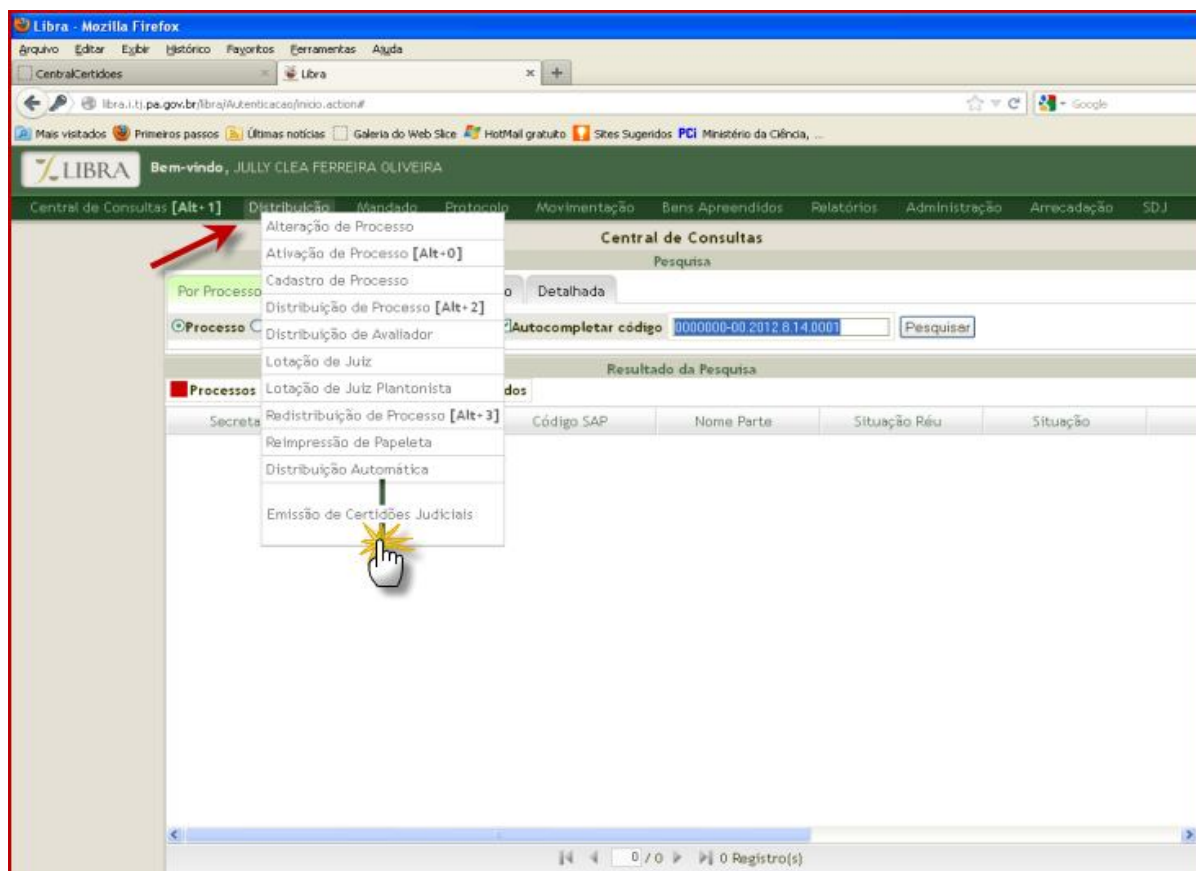 Libra - Mozilla Firefox
Arquivo Editar Exibir Histórico Favoritos Ferramentas Ajuda
CentralCertidoes × Libra × +
libra.i.tj.pa.gov.br/libra/Autenticacao/inicio.action# Google
Mais visitados Primeiros passos Últimas notícias Galeria do Web Slice HotMail gratuito Sites Sugeridos PCi Ministério da Ciência, ...
LIBRA Bem-vindo, JULLY CLEA FERREIRA OLIVEIRA
Central de Consultas [Alt+1] Distribuição Mandado Protocolo Movimentação Bens Apreendidos Relatórios Administração Arrecadação SDJ
Alteração de Processo
Ativação de Processo [Alt+0]
Cadastro de Processo
Distribuição de Processo [Alt+2]
Distribuição de Avaliador
Lotação de Juiz
Lotação de Juiz Plantonista
Redistribuição de Processo [Alt+3]
Reimpressão de Papeleta
Distribuição Automática
Emissão de Certidões Judiciais
Central de Consultas
Pesquisa
Por Processo o Detalhada
Processo Autocompletar código 0000000-00.2012.8.14.0001 Pesquisar
Resultado da Pesquisa
Processos dos
Secreta Código SAP Nome Parte Situação Réu Situação
0 / 0 0 Registro(s)